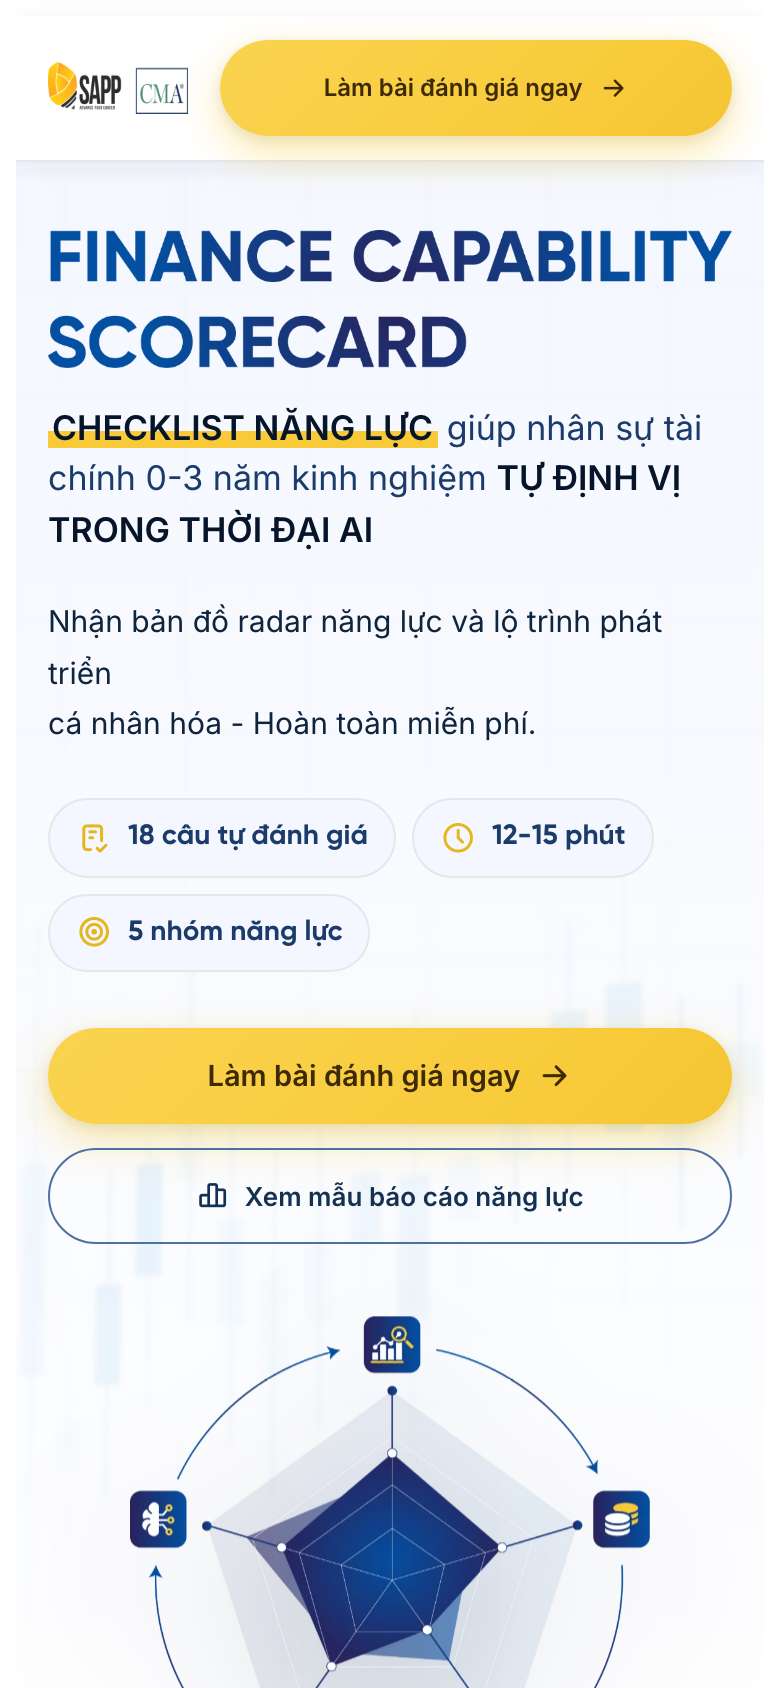 SAPP
CMA
Làm bài đánh giá ngay →
FINANCE CAPABILITY
SCORECARD
CHECKLIST NĂNG LỰC giúp nhân sự tài
chính 0-3 năm kinh nghiệm TỰ ĐỊNH VỊ
TRONG THỜI ĐẠI AI
Nhận bản đồ radar năng lực và lộ trình phát
triển
cá nhân hóa - Hoàn toàn miễn phí.
18 câu tự đánh giá
12-15 phút
5 nhóm năng lực
Làm bài đánh giá ngay →
Xem mẫu báo cáo năng lực